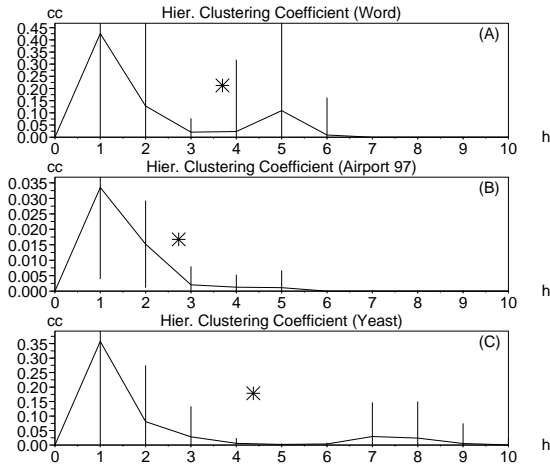 cc Hier. Clustering Coefficient (Word)
(A)
0.45
0.40
0.35
0.30
0.25
0.20
0.15
0.10
0.05
0.00
0 1 2 3 4 5 6 7 8 9 10 h
cc Hier. Clustering Coefficient (Airport 97)
(B)
0.035
0.030
0.025
0.020
0.015
0.010
0.005
0.000
0 1 2 3 4 5 6 7 8 9 10 h
cc Hier. Clustering Coefficient (Yeast)
(C)
0.35
0.30
0.25
0.20
0.15
0.10
0.05
0.00
0 1 2 3 4 5 6 7 8 9 10 h